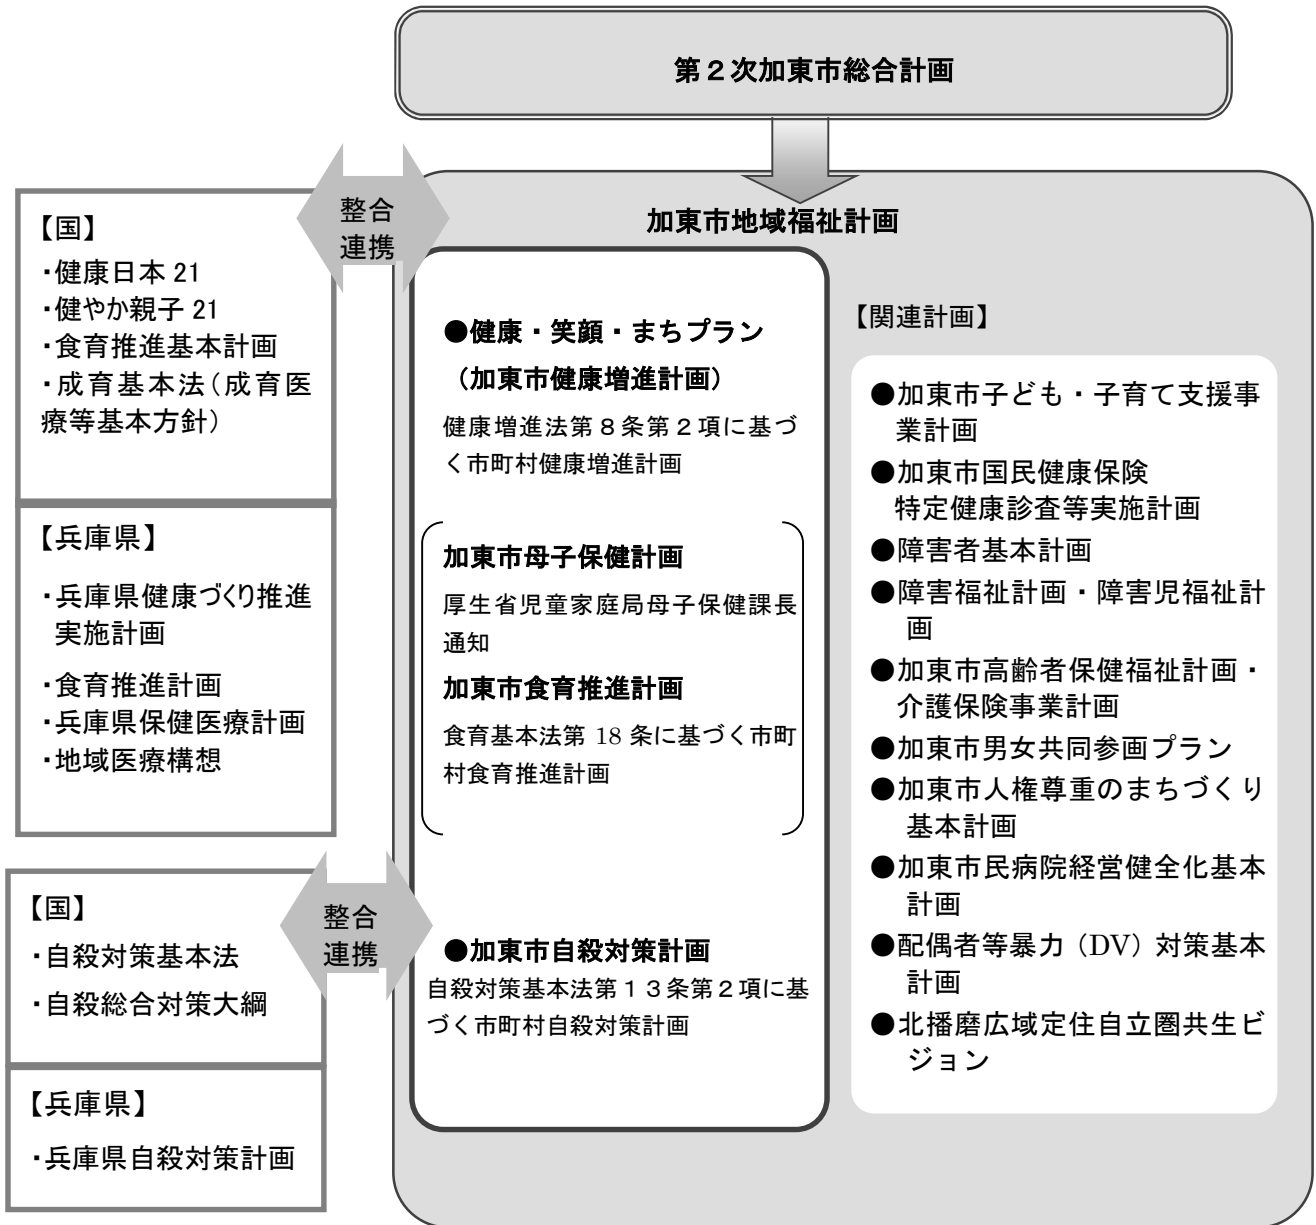 第２次加東市総合計画
整合
連携
加東市地域福祉計画
【国】
・健康日本 21
・健やか親子 21
・食育推進基本計画
・成育基本法（成育医
療等基本方針）
【兵庫県】
・兵庫県健康づくり推進
実施計画
・食育推進計画
・兵庫県保健医療計画
・地域医療構想
●健康・笑顔・まちプラン
（加東市健康増進計画）
健康増進法第８条第２項に基づ
く市町村健康増進計画
加東市母子保健計画
厚生省児童家庭局母子保健課長
通知
加東市食育推進計画
食育基本法第 18 条に基づく市町
村食育推進計画
【関連計画】
●加東市子ども・子育て支援事
業計画
●加東市国民健康保険
特定健康診査等実施計画
●障害者基本計画
●障害福祉計画・障害児福祉計
画
●加東市高齢者保健福祉計画・
介護保険事業計画
●加東市男女共同参画プラン
●加東市人権尊重のまちづくり
基本計画
●加東市民病院経営健全化基本
計画
●配偶者等暴力（DV）対策基本
計画
●北播磨広域定住自立圏共生ビ
ジョン
【国】
・自殺対策基本法
・自殺総合対策大綱
【兵庫県】
・兵庫県自殺対策計画
整合
連携
●加東市自殺対策計画
自殺対策基本法第１３条第２項に基
づく市町村自殺対策計画